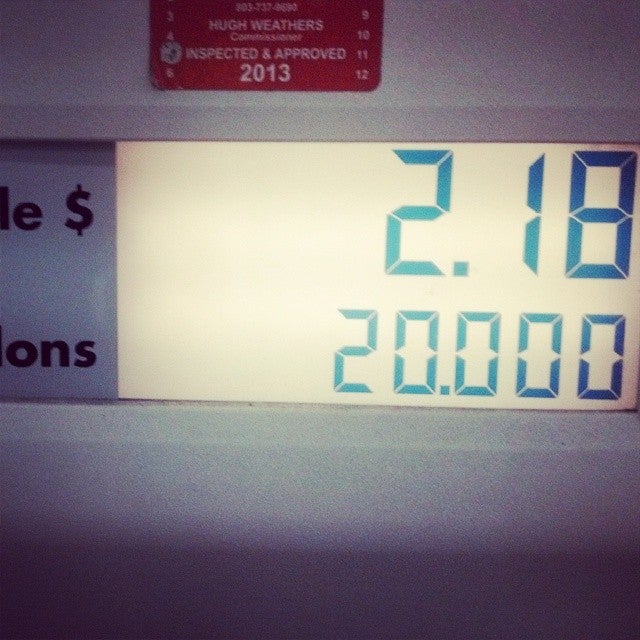 803-737-9690
3
HUGH WEATHERS
9
4
Commissioner
10
INSPECTED & APPROVED
11
6
2013
12
le $
2.18
lons
20.000